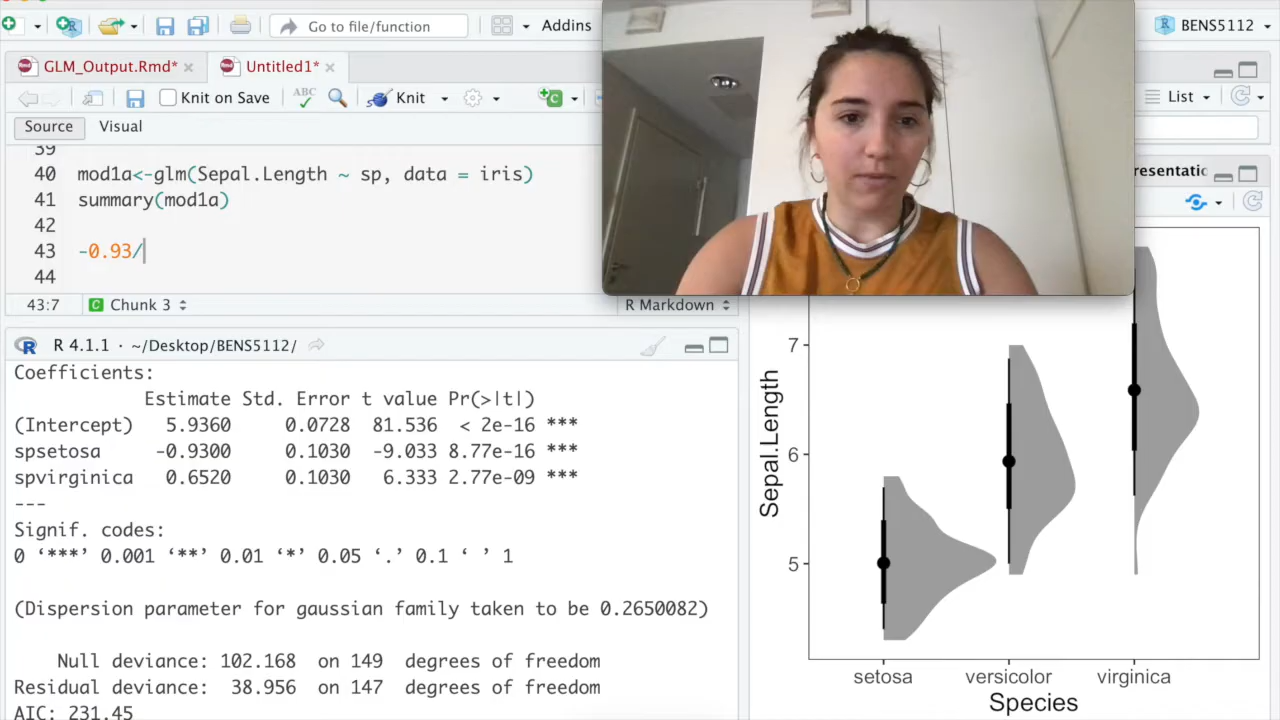 Go to file/function
Addins
BENS5112
GLM_Output.Rmd*
Untitled1*
Knit on Save
ABC
Knit
List
Source
Visual
resentatio
39
40 mod1a<-glm(Sepal.Length ~ sp, data = iris)
41 summary(mod1a)
42
43 -0.93/
44
43:7
C Chunk 3
R Markdown
R 4.1.1 · ~/Desktop/BENS5112/
Coefficients:
Estimate Std. Error t value Pr(>|t|)
(Intercept) 5.9360 0.0728 81.536 < 2e-16 ***
spsetosa -0.9300 0.1030 -9.033 8.77e-16 ***
spvirginica 0.6520 0.1030 6.333 2.77e-09 ***
---
Signif. codes:
0 ‘***’ 0.001 ‘**’ 0.01 ‘*’ 0.05 ‘.’ 0.1 ‘ ’ 1
(Dispersion parameter for gaussian family taken to be 0.2650082)
Null deviance: 102.168 on 149 degrees of freedom
Residual deviance: 38.956 on 147 degrees of freedom
AIC: 231.45
7
6
5
Sepal.Length
setosa versicolor virginica
Species